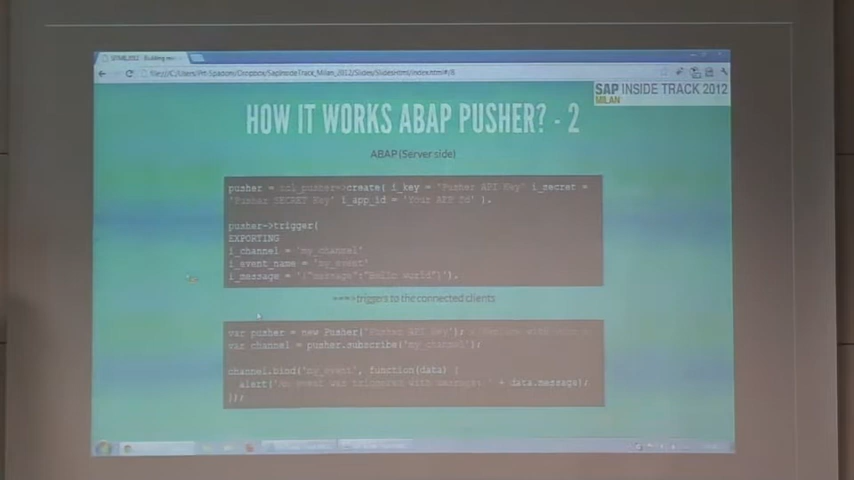 SAP INSIDE TRACK 2012
MILAN
HOW IT WORKS ABAP PUSHER? - 2
ABAP (Server side)
pusher = zcl_pusher=>create( i_key = 'Pusher API Key' i_secret =
'Pusher SECRET Key' i_app_id = 'Your APP Id' ).
pusher->trigger(
EXPORTING
i_channel = 'my_channel'
i_event_name = 'my_event'
i_message = '{"message":"Hello world"}').
===>triggers to the connected clients
var pusher = new Pusher('Pusher API Key'); // Replace with
var channel = pusher.subscribe('my_channel');
channel.bind('my_event', function(data) {
alert('An event was triggered with message: ' + data.message);
});